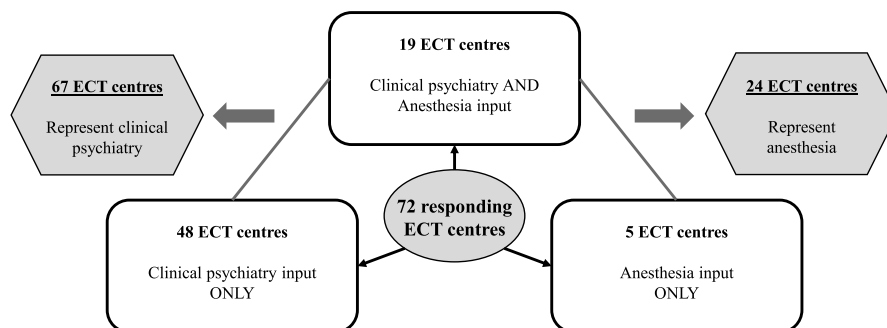 19 ECT centres
Clinical psychiatry AND
Anesthesia input
67 ECT centres
Represent clinical
psychiatry
24 ECT centres
Represent
anesthesia
72 responding
ECT centres
48 ECT centres
Clinical psychiatry input
ONLY
5 ECT centres
Anesthesia input
ONLY